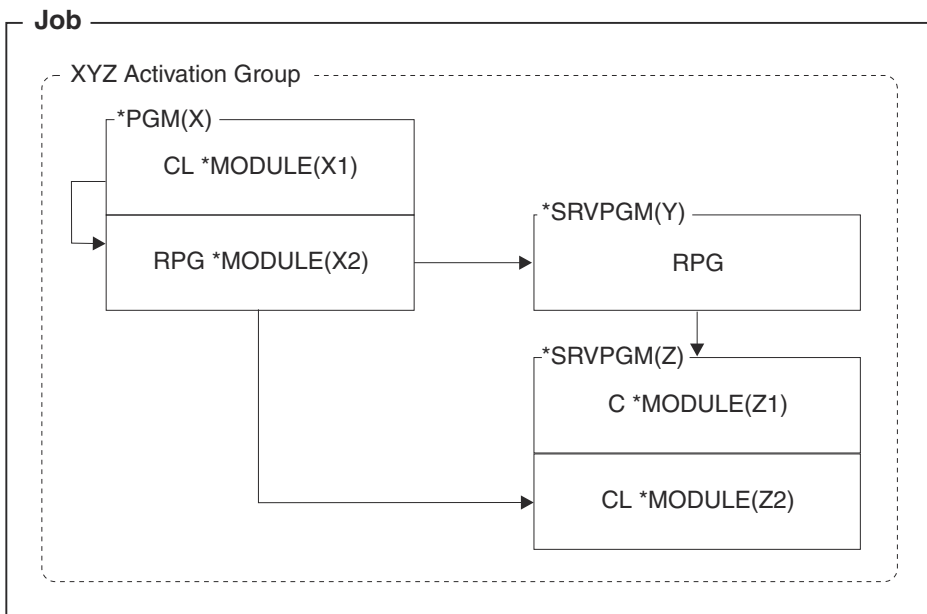 Job
XYZ Activation Group
*PGM(X)
CL *MODULE(X1)
RPG *MODULE(X2)
*SRVPGM(Y)
RPG
*SRVPGM(Z)
C *MODULE(Z1)
CL *MODULE(Z2)